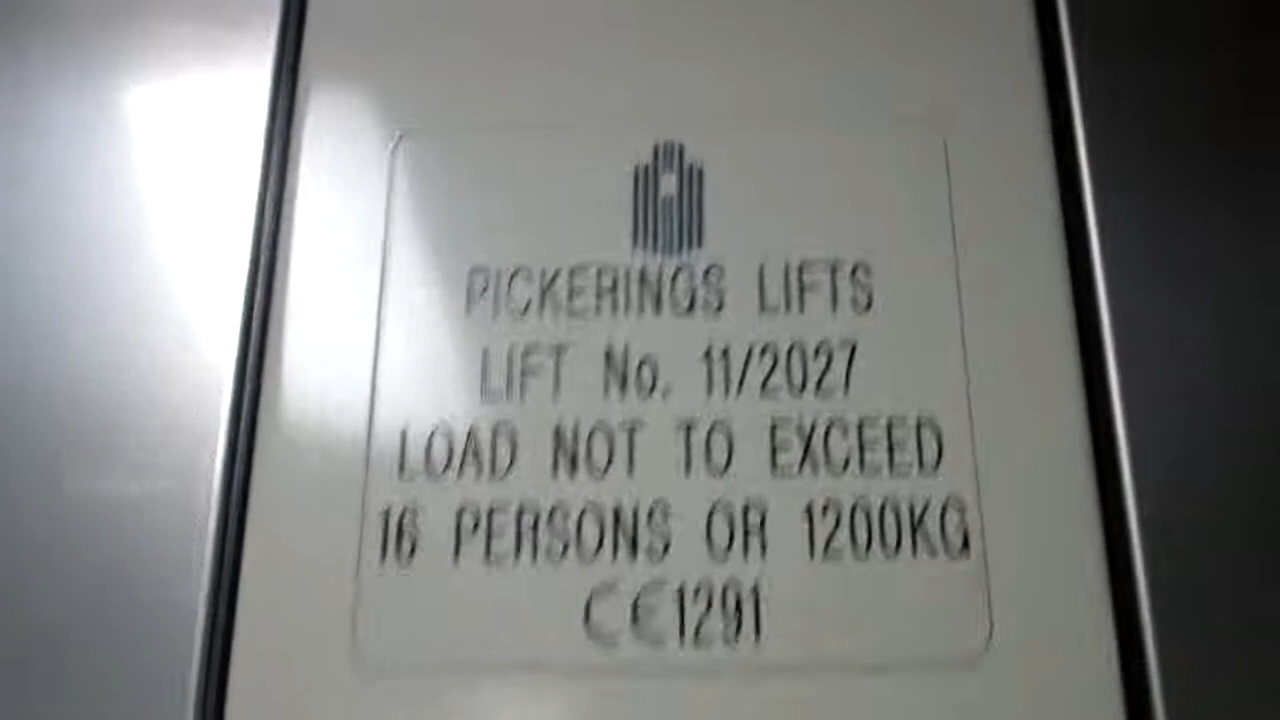 PICKERINGS LIFTS
LIFT No. 11/2027
LOAD NOT TO EXCEED
16 PERSONS OR 1200KG
CE1291